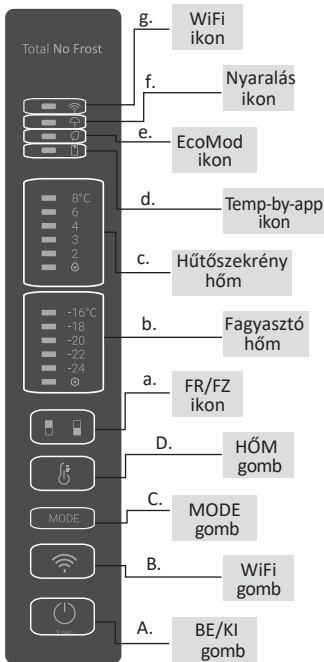 g.
WiFi
ikon
Total No Frost
f.
Nyaralás
ikon
e.
EcoMod
ikon
d.
Temp-by-app
ikon
8°C
6
4
3
2
c.
Hűtőszekrény
hőm
-16°C
-18
-20
-22
-24
b.
Fagyasztó
hőm
a.
FR/FZ
ikon
D.
HŐM
gomb
C.
MODE
MODE
gomb
B.
WiFi
gomb
3 sec
A.
BE/KI
gomb